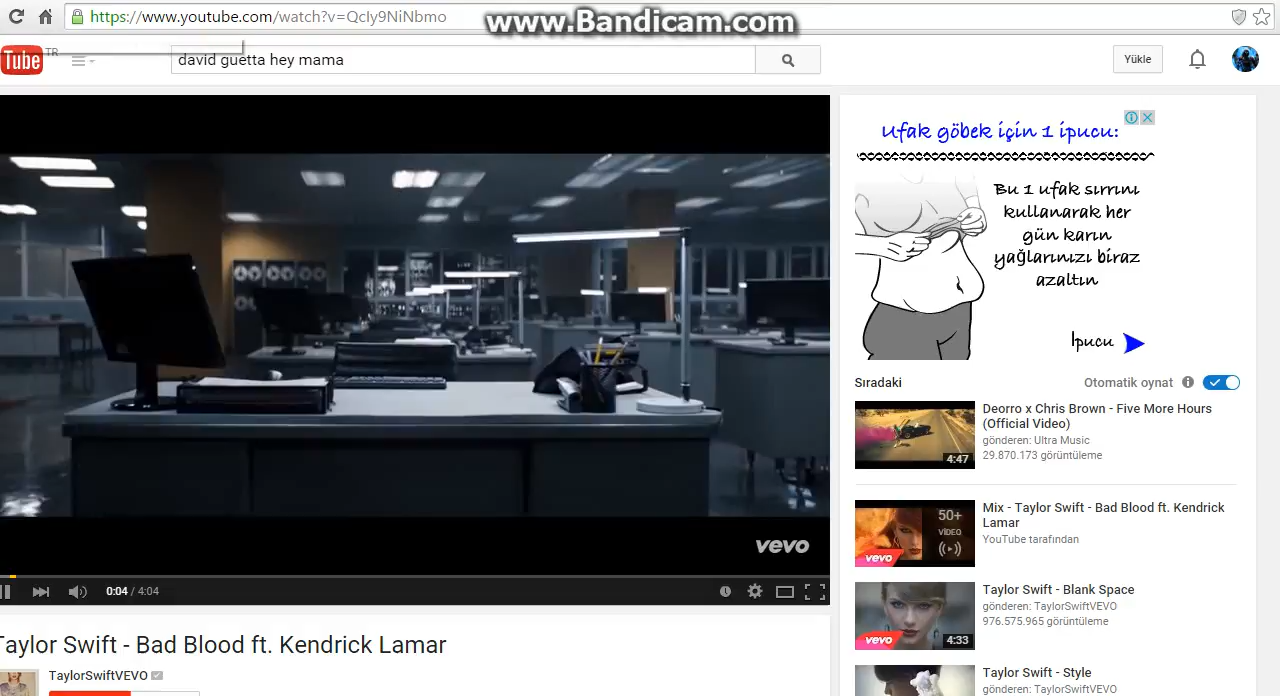 https://www.youtube.com/watch?v=QcIy9NiNbmo
www.Bandicam.com
Tube TR
david guetta hey mama
Yükle
Ufak göbek için 1 ipucu:
Bu 1 ufak sırrını
kullanarak her
gün karın
yağlarınızı biraz
azaltın
İpucu
Sıradaki
Otomatik oynat
Deorro x Chris Brown - Five More Hours
(Official Video)
gönderen: Ultra Music
29.870.173 görüntüleme
4:47
Mix - Taylor Swift - Bad Blood ft. Kendrick
Lamar
YouTube tarafından
50+
VİDEO
vevo
Taylor Swift - Blank Space
gönderen: TaylorSwiftVEVO
976.575.965 görüntüleme
vevo
4:33
Taylor Swift - Style
gönderen: TaylorSwiftVEVO
vevo
0:04 / 4:04
Taylor Swift - Bad Blood ft. Kendrick Lamar
TaylorSwiftVEVO